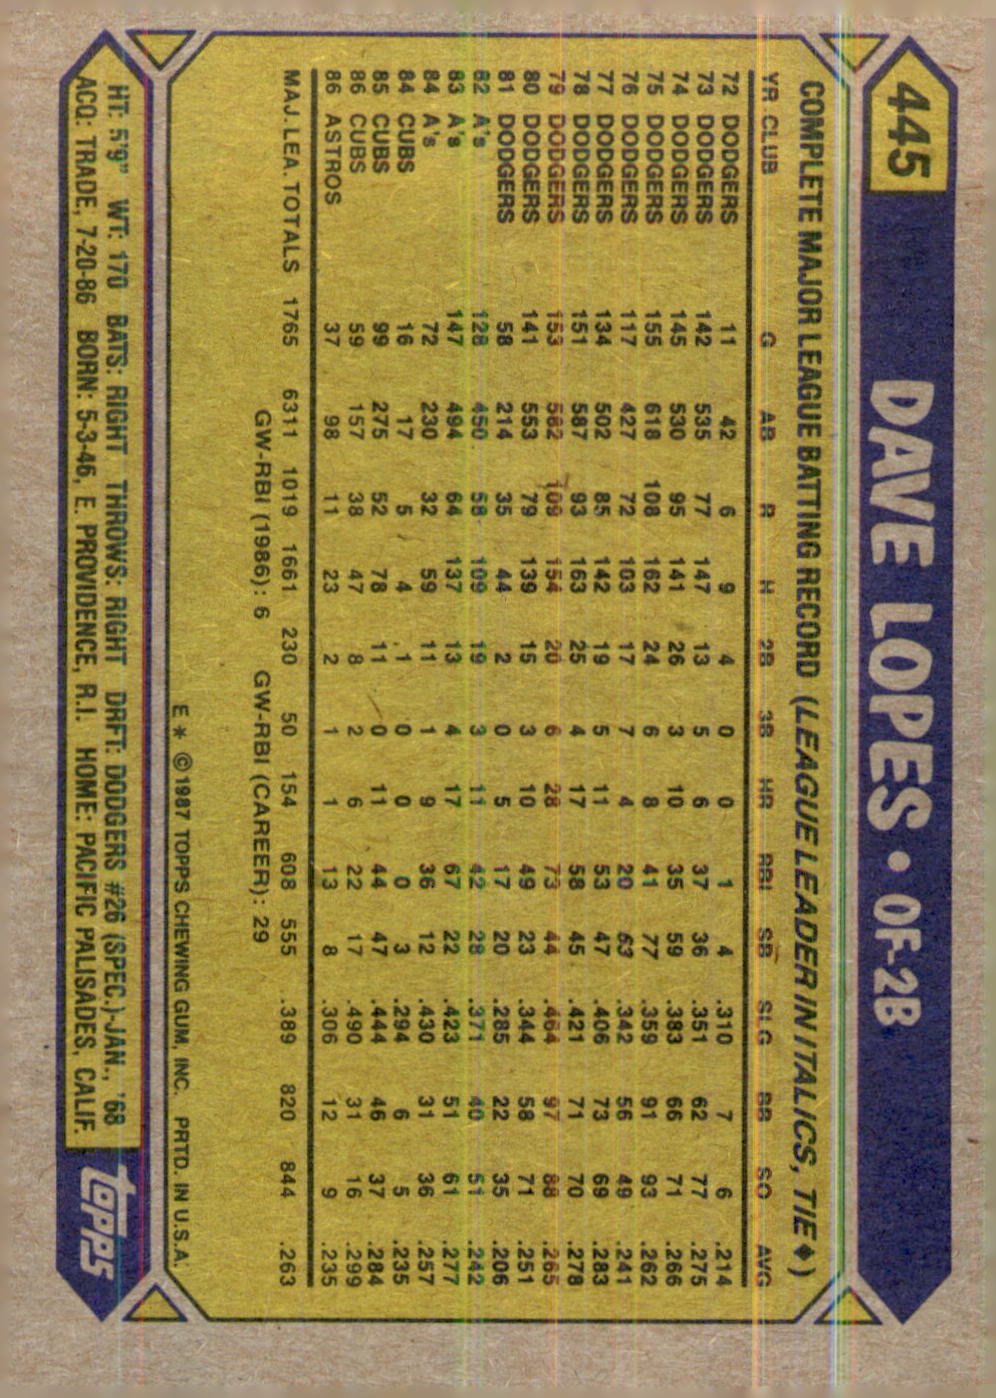 445 DAVE LOPES • OF-2B
COMPLETE MAJOR LEAGUE BATTING RECORD (LEAGUE LEADER IN ITALICS, TIE ♦)
YR CLUB G AB R H 2B 3B HR RBI SB SLG BB SO AVG
72 DODGERS 11 42 6 9 4 0 0 1 4 .310 7 6 .214
73 DODGERS 142 535 77 147 13 5 6 37 36 .351 62 77 .275
74 DODGERS 145 530 95 141 26 3 10 35 59 .383 66 71 .266
75 DODGERS 155 618 108 162 24 6 8 41 77 .359 91 93 .262
76 DODGERS 117 427 72 103 17 7 4 20 63 .342 56 49 .241
77 DODGERS 134 502 85 142 19 5 11 53 47 .406 73 69 .283
78 DODGERS 151 587 93 163 25 4 17 58 45 .421 71 70 .278
79 DODGERS 153 582 109 154 20 6 28 73 44 .464 97 88 .265
80 DODGERS 141 553 79 139 15 3 10 49 23 .344 58 71 .251
81 DODGERS 58 214 35 44 2 0 5 17 20 .285 22 35 .206
82 A's 128 450 58 109 19 3 11 42 28 .371 40 51 .242
83 A's 147 494 64 137 13 4 17 67 22 .423 51 61 .277
84 A's 72 230 32 59 11 1 9 36 12 .430 31 36 .257
84 CUBS 16 17 5 4 1 0 0 0 3 .294 6 5 .235
85 CUBS 99 275 52 78 11 0 11 44 47 .444 46 37 .284
86 CUBS 59 157 38 47 8 2 6 22 17 .490 31 16 .299
86 ASTROS 37 98 11 23 2 1 1 13 8 .306 12 9 .235
MAJ. LEA. TOTALS 1765 6311 1019 1661 230 50 154 608 555 .389 820 844 .263
GW-RBI (1986): 6 GW-RBI (CAREER): 29
E * ©1987 TOPPS CHEWING GUM, INC. PRTD. IN U.S.A.
HT: 5'9" WT: 170 BATS: RIGHT THROWS: RIGHT DRFT: DODGERS #26 (SPEC.)-JAN., '68
ACQ: TRADE, 7-20-86 BORN: 5-3-46, E. PROVIDENCE, R.I. HOME: PACIFIC PALISADES, CALIF.
topps